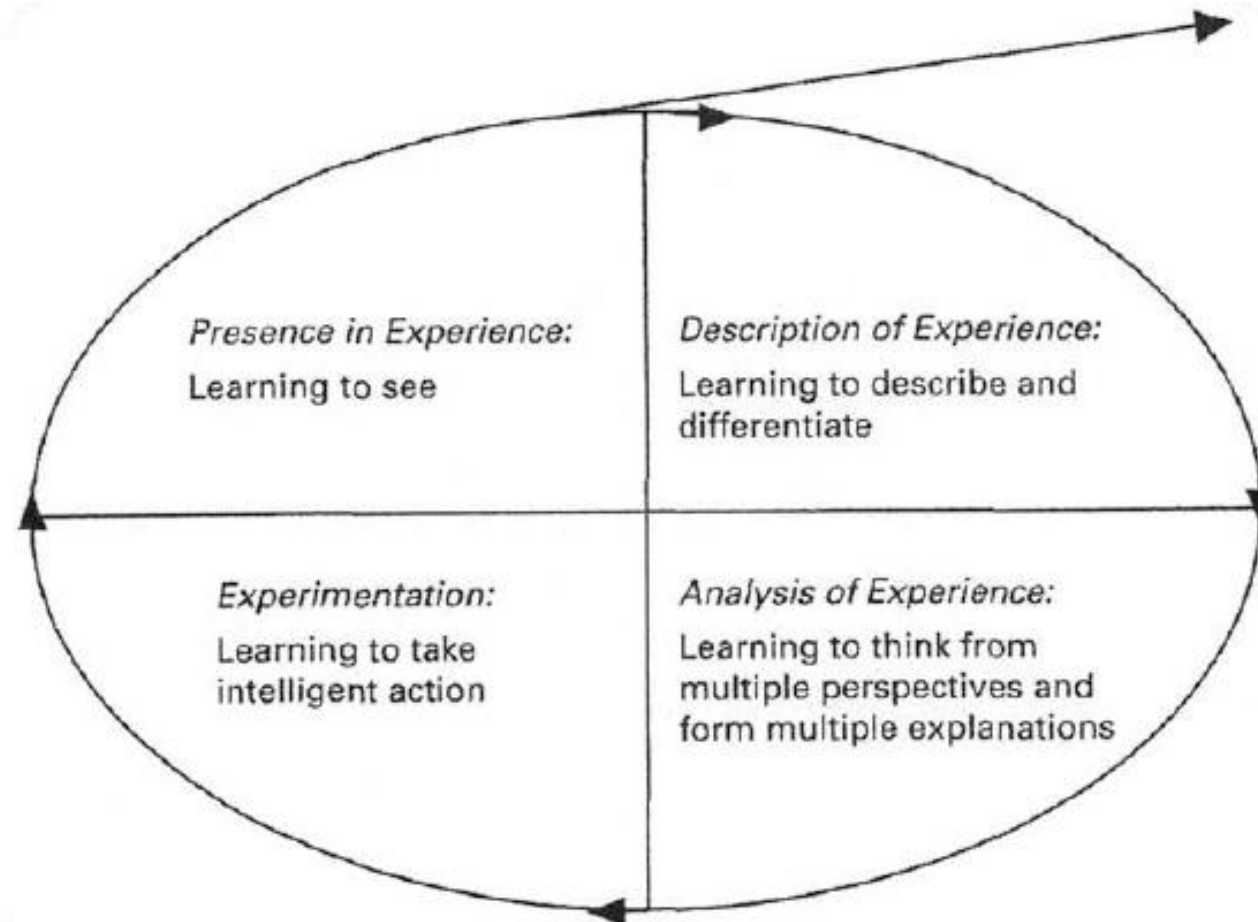 Presence in Experience:
Learning to see
Description of Experience:
Learning to describe and
differentiate
Experimentation:
Learning to take
intelligent action
Analysis of Experience:
Learning to think from
multiple perspectives and
form multiple explanations